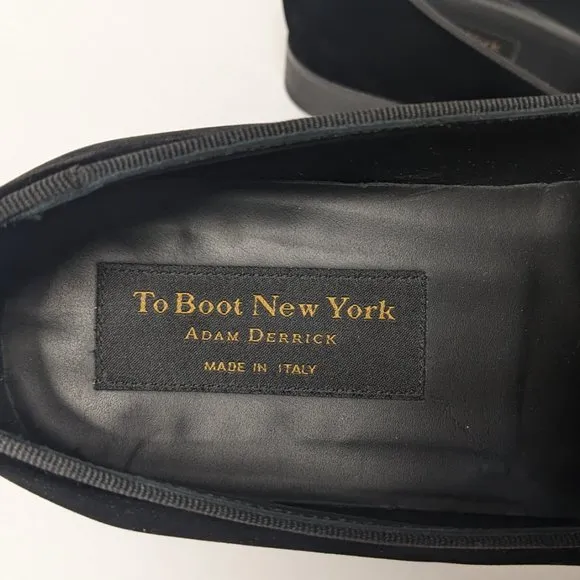 To Boot New York
ADAM DERRICK
MADE IN ITALY